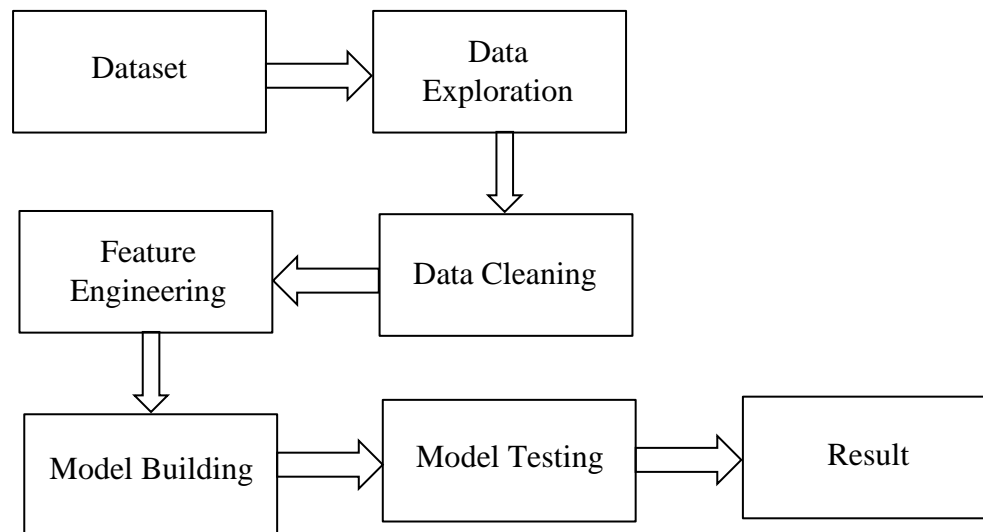 Dataset
Data
Exploration
Data Cleaning
Feature
Engineering
Model Building
Model Testing
Result